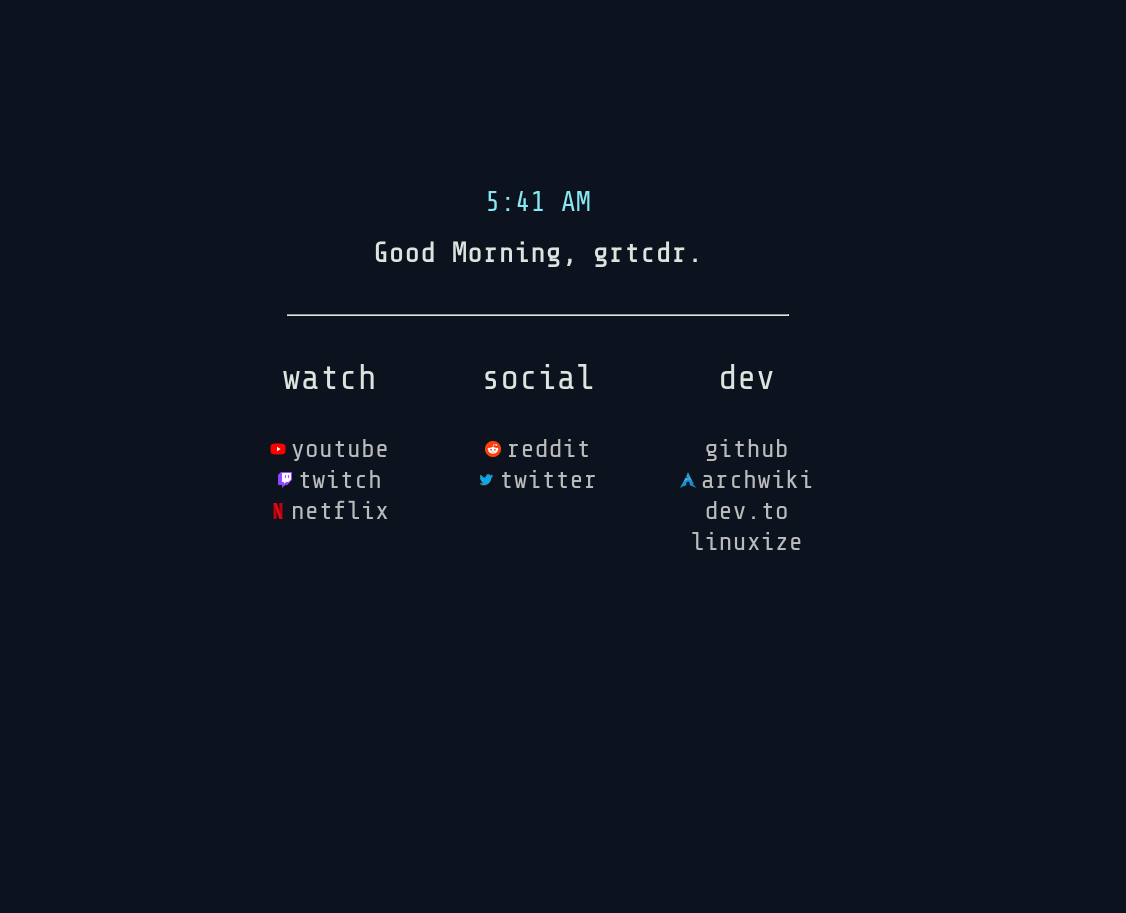 5:41 AM
Good Morning, grtcdr.
watch social dev
youtube reddit github
twitch twitter archwiki
netflix dev.to
linuxize